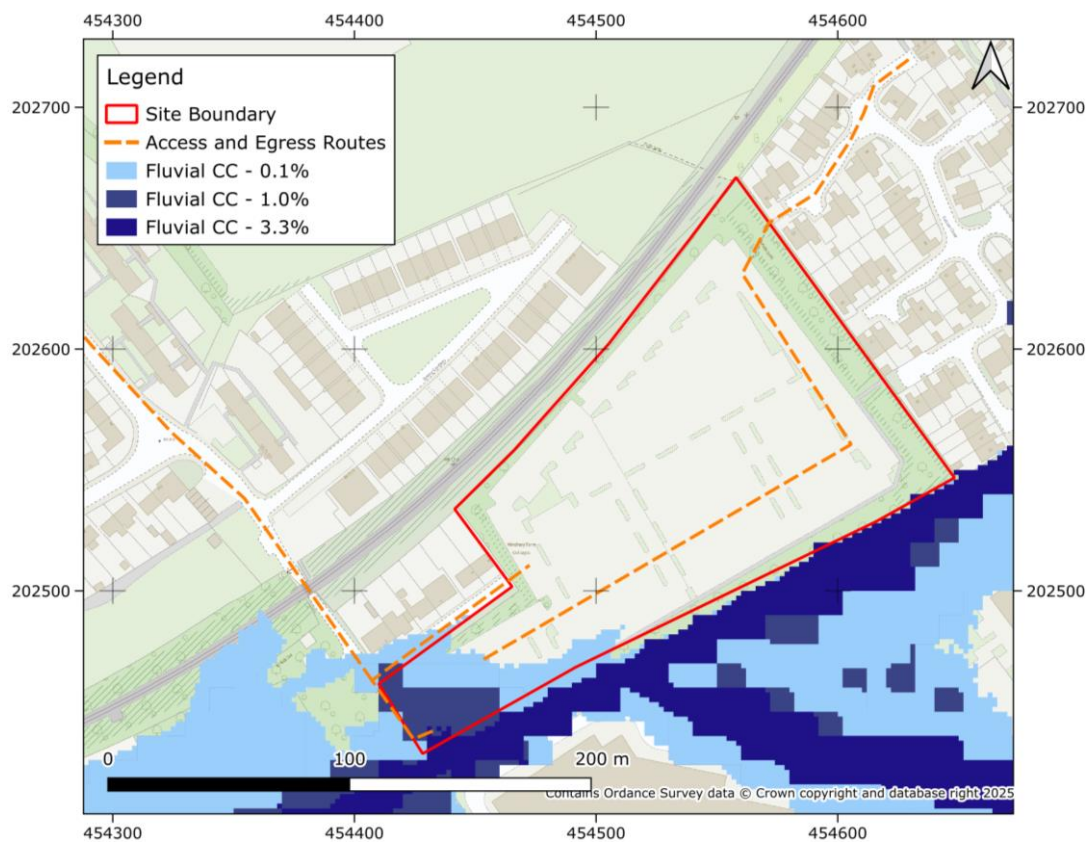 454300 454400 454500 454600
Legend
Site Boundary
Access and Egress Routes
Fluvial CC - 0.1%
Fluvial CC - 1.0%
Fluvial CC - 3.3%
202700 202700
202600 202600
202500 202500
0 100 200 m
Contains Ordance Survey data © Crown copyright and database right 2025
454300 454400 454500 454600